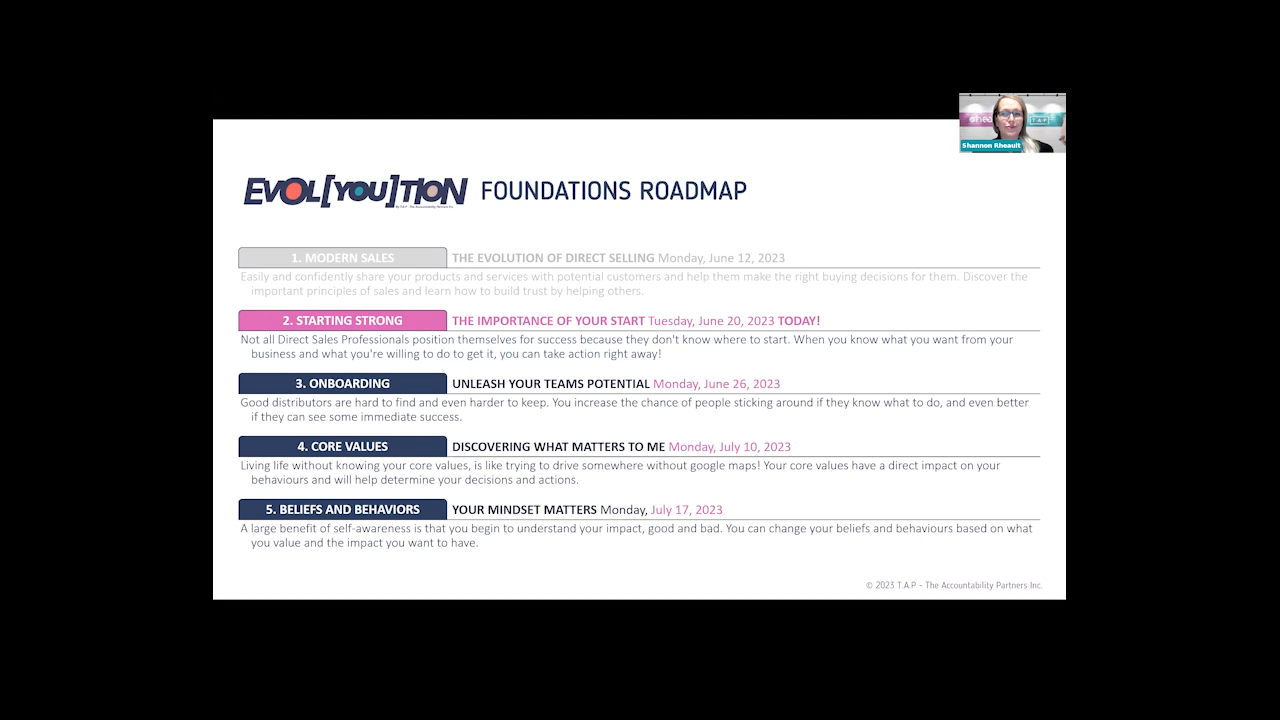 T A P
Shannon Rheault
EVOL[YOU]TION FOUNDATIONS ROADMAP
By T.A.P - The Accountability Partners Inc.
1. MODERN SALES THE EVOLUTION OF DIRECT SELLING Monday, June 12, 2023
Easily and confidently share your products and services with potential customers and help them make the right buying decisions for them. Discover the
important principles of sales and learn how to build trust by helping others.
2. STARTING STRONG THE IMPORTANCE OF YOUR START Tuesday, June 20, 2023 TODAY!
Not all Direct Sales Professionals position themselves for success because they don't know where to start. When you know what you want from your
business and what you're willing to do to get it, you can take action right away!
3. ONBOARDING UNLEASH YOUR TEAMS POTENTIAL Monday, June 26, 2023
Good distributors are hard to find and even harder to keep. You increase the chance of people sticking around if they know what to do, and even better
if they can see some immediate success.
4. CORE VALUES DISCOVERING WHAT MATTERS TO ME Monday, July 10, 2023
Living life without knowing your core values, is like trying to drive somewhere without google maps! Your core values have a direct impact on your
behaviours and will help determine your decisions and actions.
5. BELIEFS AND BEHAVIORS YOUR MINDSET MATTERS Monday, July 17, 2023
A large benefit of self-awareness is that you begin to understand your impact, good and bad. You can change your beliefs and behaviours based on what
you value and the impact you want to have.
© 2023 T.A.P – The Accountability Partners Inc.